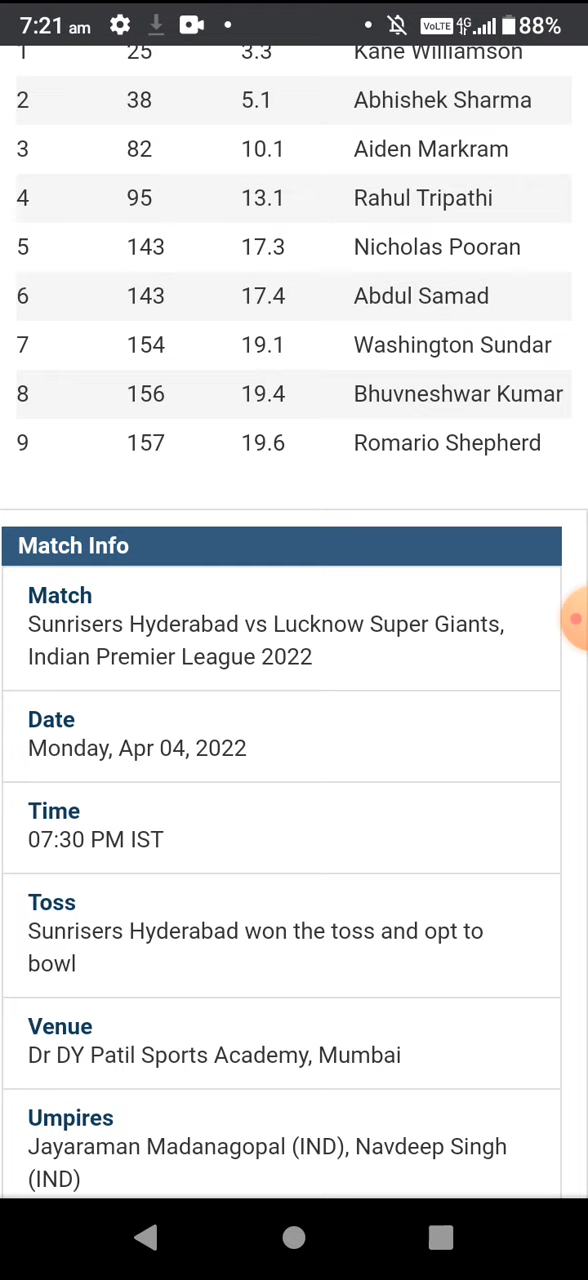 7:21 am VoLTE 4G 88%
1 25 3.3 Kane Williamson
2 38 5.1 Abhishek Sharma
3 82 10.1 Aiden Markram
4 95 13.1 Rahul Tripathi
5 143 17.3 Nicholas Pooran
6 143 17.4 Abdul Samad
7 154 19.1 Washington Sundar
8 156 19.4 Bhuvneshwar Kumar
9 157 19.6 Romario Shepherd
Match Info
Match
Sunrisers Hyderabad vs Lucknow Super Giants,
Indian Premier League 2022
Date
Monday, Apr 04, 2022
Time
07:30 PM IST
Toss
Sunrisers Hyderabad won the toss and opt to
bowl
Venue
Dr DY Patil Sports Academy, Mumbai
Umpires
Jayaraman Madanagopal (IND), Navdeep Singh
(IND)